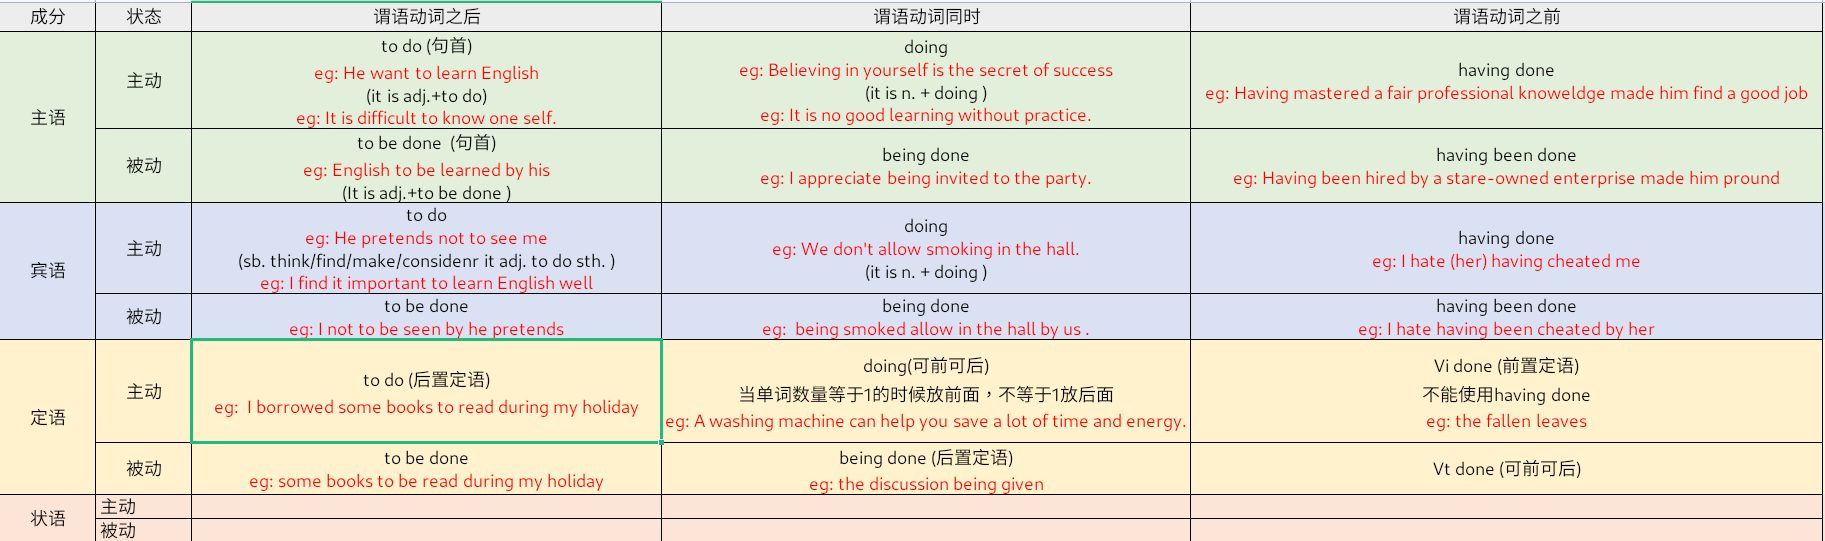 成分 状态 谓语动词之后 谓语动词同时 谓语动词之前
主语
主动
to do (句首)
eg: He want to learn English
(it is adj.+to do)
eg: It is difficult to know one self.
doing
eg: Believing in yourself is the secret of success
(it is n. + doing )
eg: It is no good learning without practice.
having done
eg: Having mastered a fair professional knoweldge made him find a good job
被动
to be done (句首)
eg: English to be learned by his
(It is adj.+to be done )
being done
eg: I appreciate being invited to the party.
having been done
eg: Having been hired by a stare-owned enterprise made him pround
宾语
主动
to do
eg: He pretends not to see me
(sb. think/find/make/considenr it adj. to do sth. )
eg: I find it important to learn English well
doing
eg: We don't allow smoking in the hall.
(it is n. + doing )
having done
eg: I hate (her) having cheated me
被动
to be done
eg: I not to be seen by he pretends
being done
eg: being smoked allow in the hall by us .
having been done
eg: I hate having been cheated by her
定语
主动
to do (后置定语)
eg: I borrowed some books to read during my holiday
doing(可前可后)
当单词数量等于1的时候放前面，不等于1放后面
eg: A washing machine can help you save a lot of time and energy.
Vi done (前置定语)
不能使用having done
eg: the fallen leaves
被动
to be done
eg: some books to be read during my holiday
being done (后置定语)
eg: the discussion being given
Vt done (可前可后)
状语
主动
被动